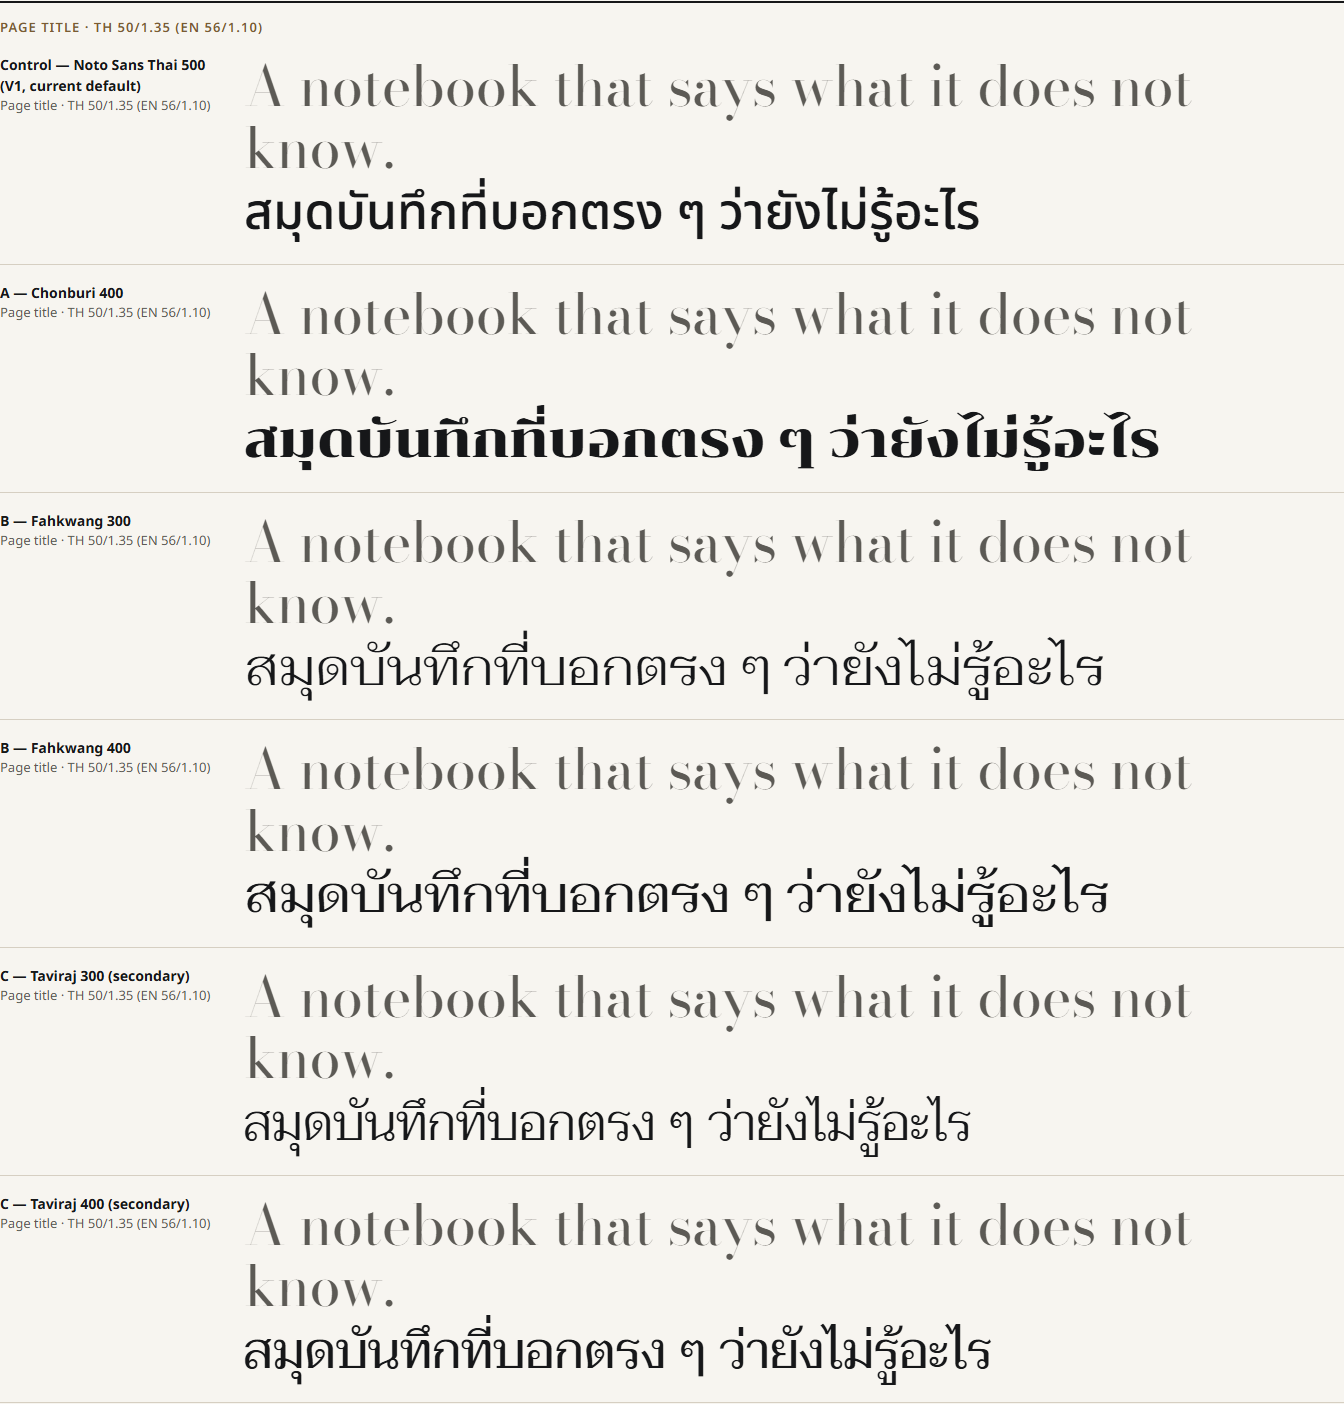 PAGE TITLE · TH 50/1.35 (EN 56/1.10)
Control — Noto Sans Thai 500
(V1, current default)
Page title · TH 50/1.35 (EN 56/1.10)
A notebook that says what it does not
know.
สมุดบันทึกที่บอกตรง ๆ ว่ายังไม่รู้อะไร
A — Chonburi 400
Page title · TH 50/1.35 (EN 56/1.10)
A notebook that says what it does not
know.
สมุดบันทึกที่บอกตรง ๆ ว่ายังไม่รู้อะไร
B — Fahkwang 300
Page title · TH 50/1.35 (EN 56/1.10)
A notebook that says what it does not
know.
สมุดบันทึกที่บอกตรง ๆ ว่ายังไม่รู้อะไร
B — Fahkwang 400
Page title · TH 50/1.35 (EN 56/1.10)
A notebook that says what it does not
know.
สมุดบันทึกที่บอกตรง ๆ ว่ายังไม่รู้อะไร
C — Taviraj 300 (secondary)
Page title · TH 50/1.35 (EN 56/1.10)
A notebook that says what it does not
know.
สมุดบันทึกที่บอกตรง ๆ ว่ายังไม่รู้อะไร
C — Taviraj 400 (secondary)
Page title · TH 50/1.35 (EN 56/1.10)
A notebook that says what it does not
know.
สมุดบันทึกที่บอกตรง ๆ ว่ายังไม่รู้อะไร